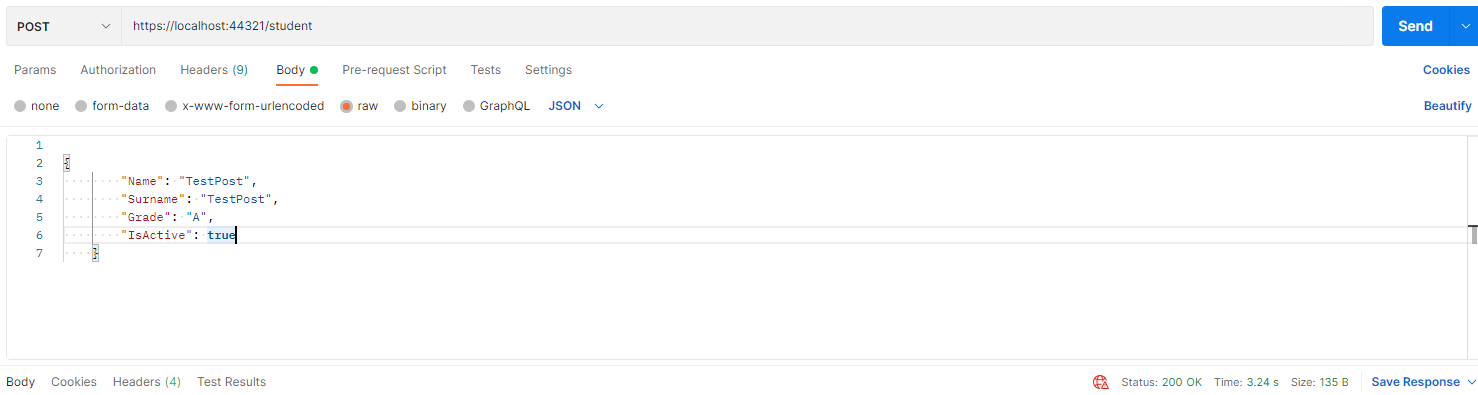 POST https://localhost:44321/student Send
Params Authorization Headers (9) Body Pre-request Script Tests Settings Cookies
none form-data x-www-form-urlencoded raw binary GraphQL JSON Beautify
1
2 {
3 "Name": "TestPost",
4 "Surname": "TestPost",
5 "Grade": "A",
6 "IsActive": true
7 }
Body Cookies Headers (4) Test Results Status: 200 OK Time: 3.24 s Size: 135 B Save Response